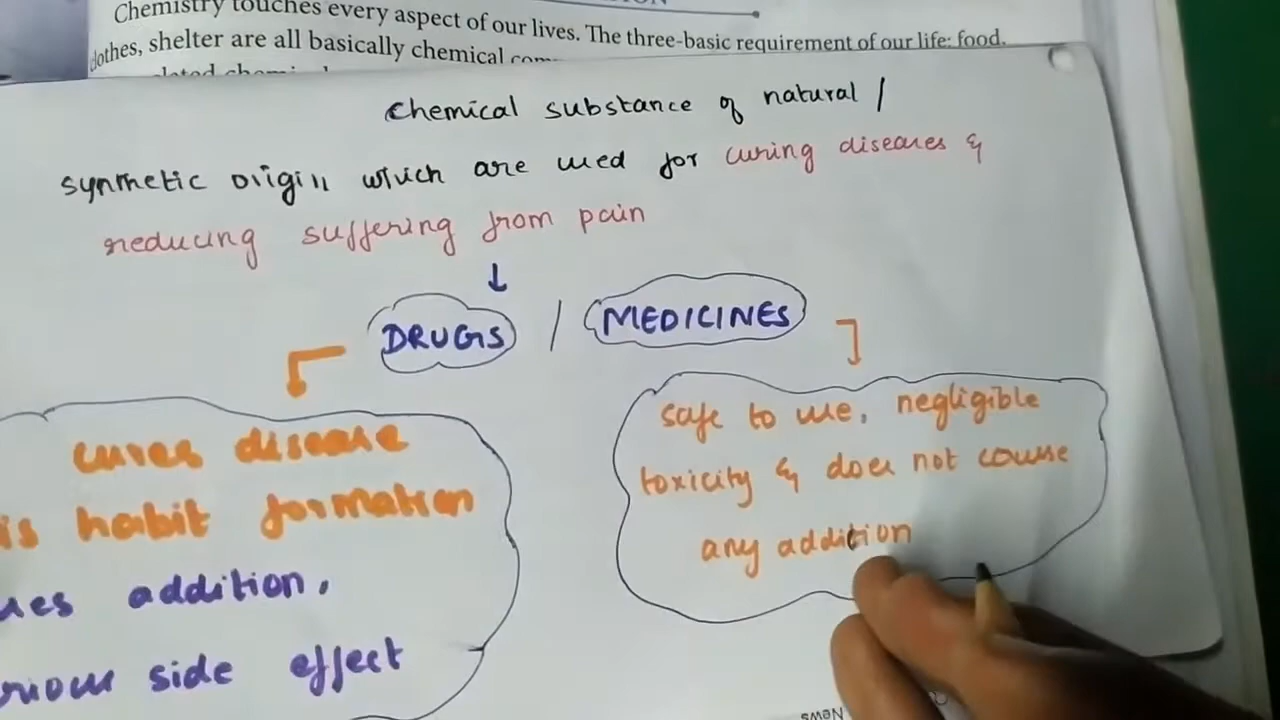 Chemistry touches every aspect of our lives. The three-basic requirement of our life: food.
clothes, shelter are all basically chemical com
Chemical substance of natural /
synthetic origin which are used for curing diseases &
reducing suffering from pain
↓
DRUGS / MEDICINES
cures disease
is habit formation
ues addition,
rious side effect
safe to use, negligible
toxicity & does not couse
any addition
News